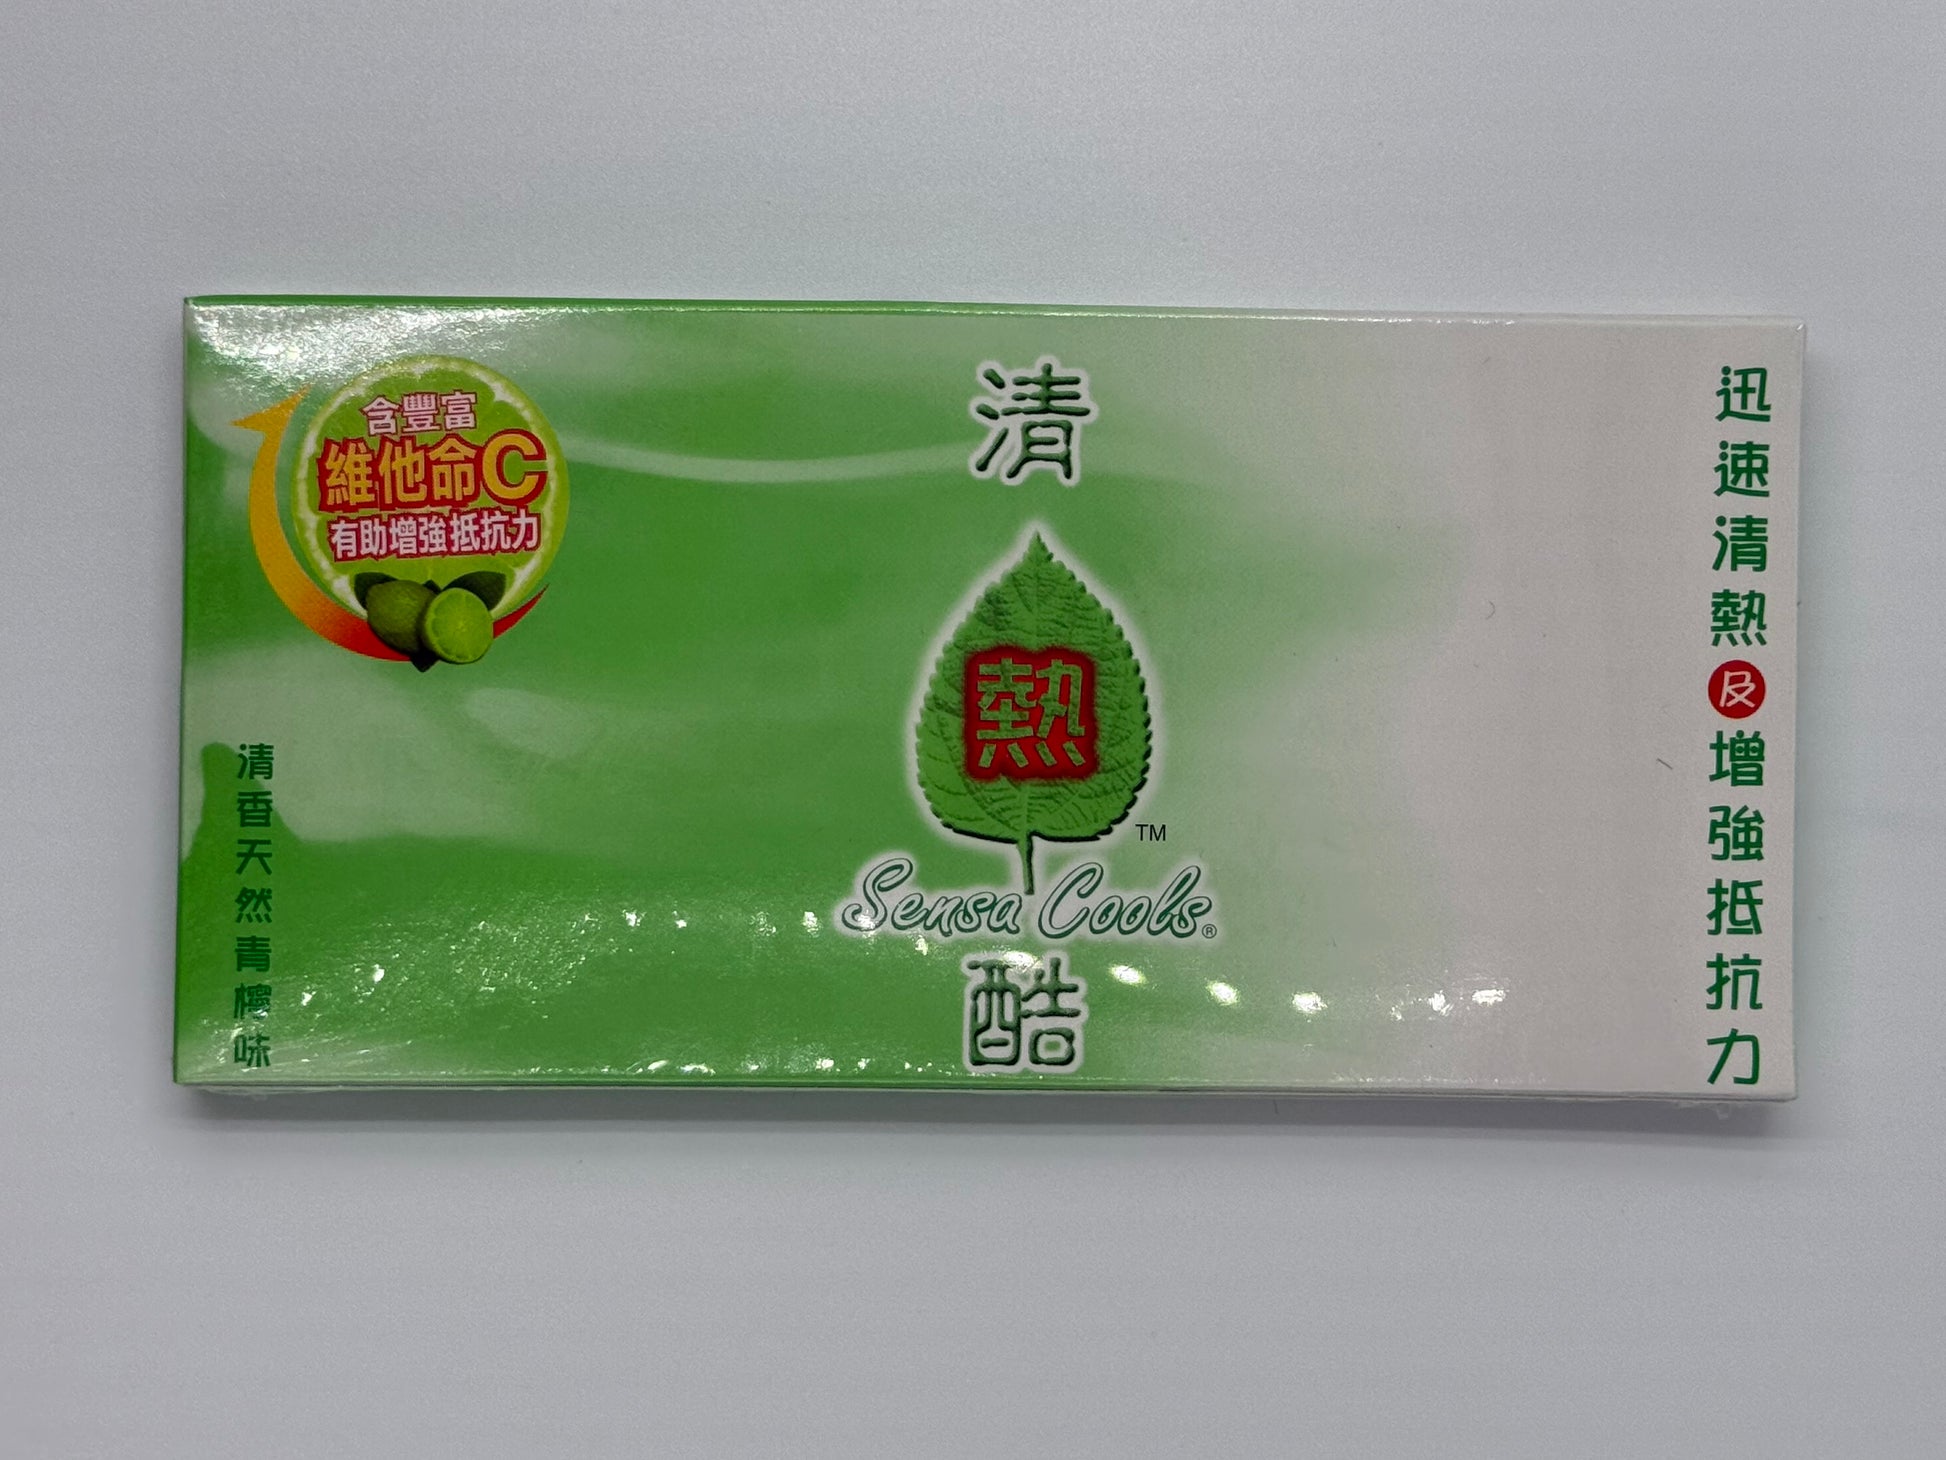 含豐富
維他命C
有助增強抵抗力
清香天然青檸味
清
熱
TM
Sensa Cools®
酷
迅速清熱及增強抵抗力